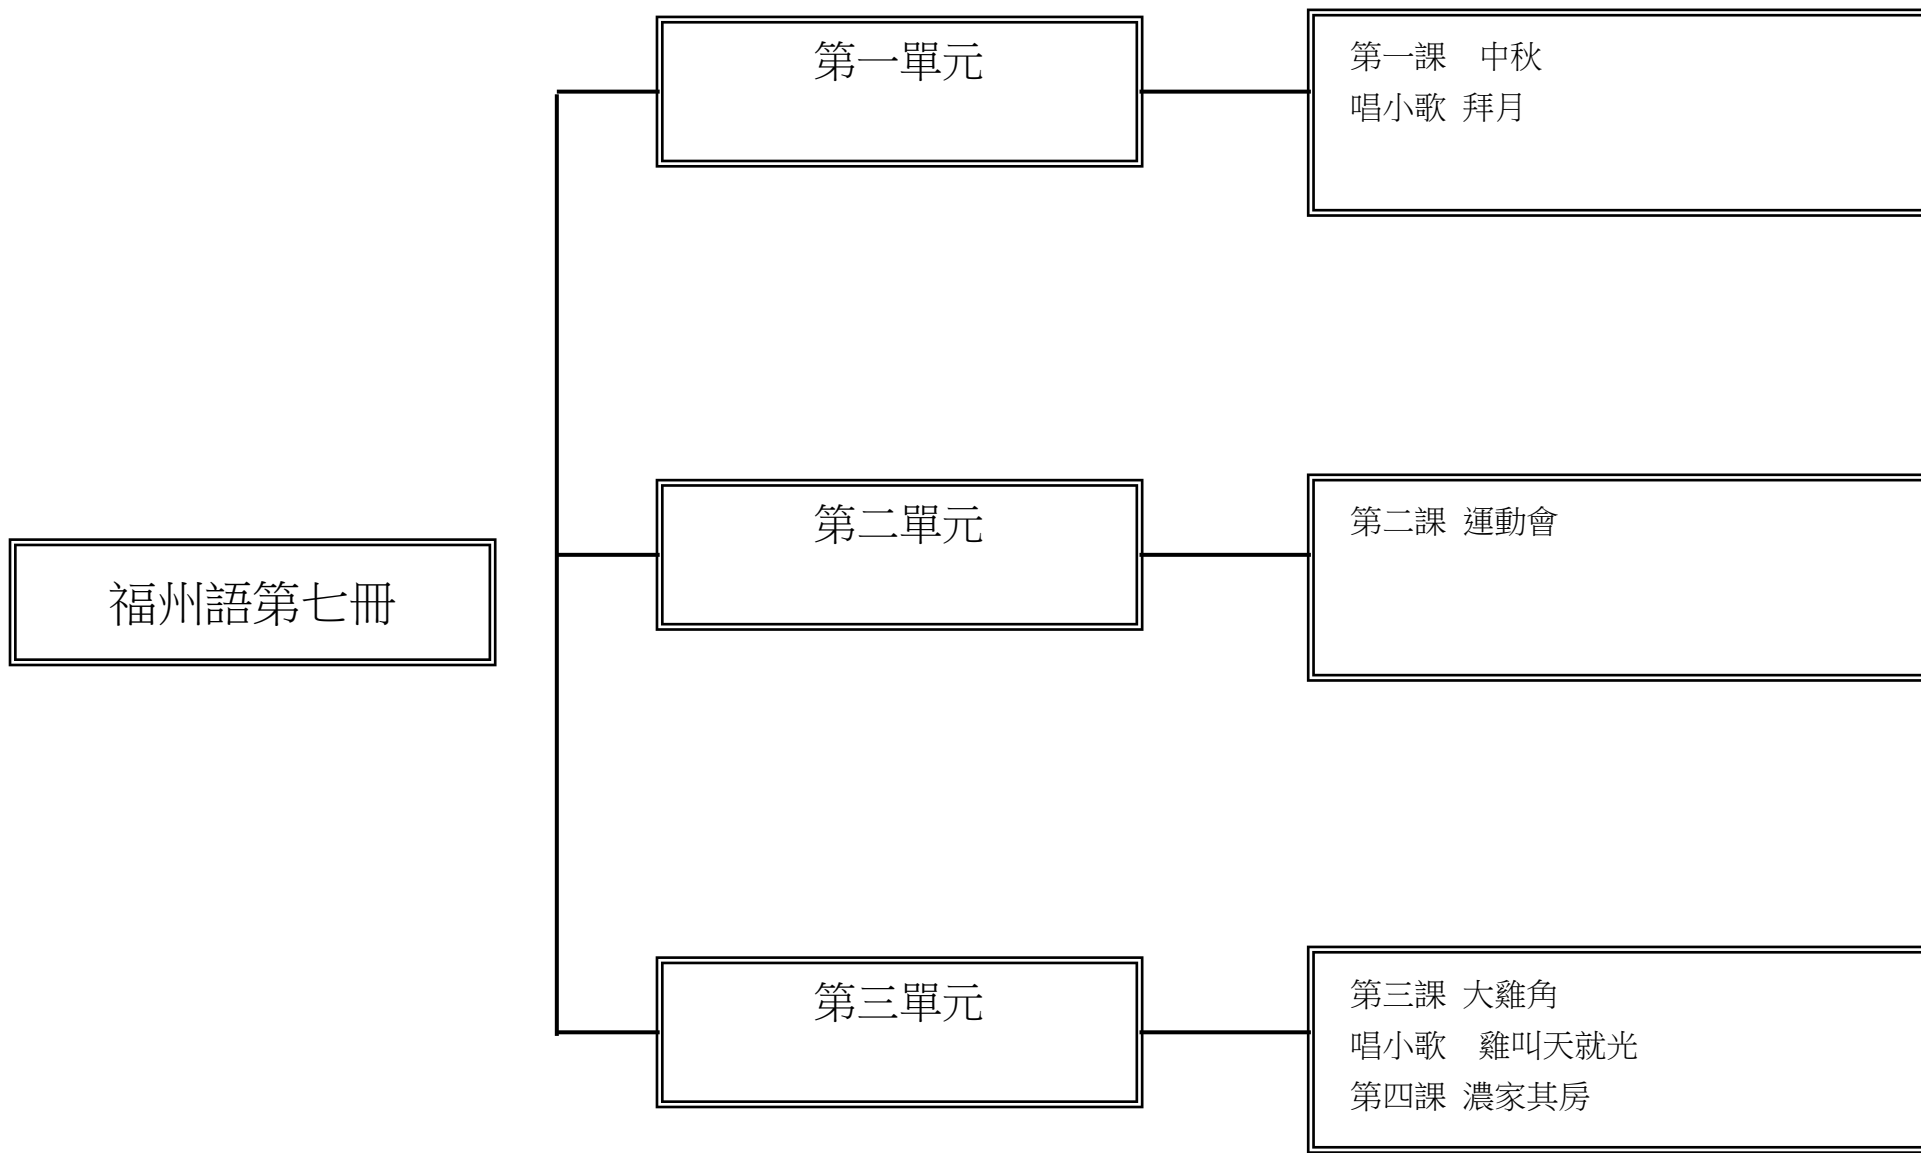 福州語第七冊
第一單元
第一課　中秋
唱小歌 拜月
第二單元
第二課 運動會
第三單元
第三課 大雞角
唱小歌　雞叫天就光
第四課 濃家其房